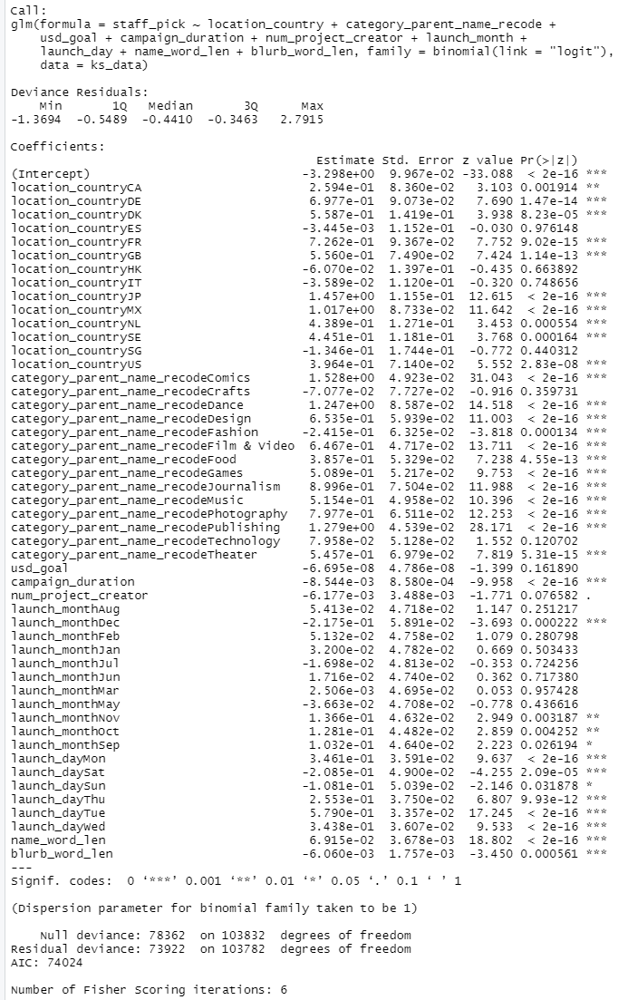 Call:
glm(formula = staff_pick ~ location_country + category_parent_name_recode +
    usd_goal + campaign_duration + num_project_creator + launch_month +
    launch_day + name_word_len + blurb_word_len, family = binomial(link = "logit"),
    data = ks_data)

Deviance Residuals:
    Min       1Q   Median       3Q      Max
-1.3694  -0.5489  -0.4410  -0.3463   2.7915

Coefficients:
                                          Estimate Std. Error z value Pr(>|z|)
(Intercept)                             -3.298e+00  9.967e-02 -33.088  < 2e-16 ***
location_countryCA                       2.594e-01  8.360e-02   3.103 0.001914 **
location_countryDE                       6.977e-01  9.073e-02   7.690 1.47e-14 ***
location_countryDK                       5.587e-01  1.419e-01   3.938 8.23e-05 ***
location_countryES                      -3.445e-03  1.152e-01  -0.030 0.976148
location_countryFR                       7.262e-01  9.367e-02   7.752 9.02e-15 ***
location_countryGB                       5.560e-01  7.490e-02   7.424 1.14e-13 ***
location_countryHK                      -6.070e-02  1.397e-01  -0.435 0.663892
location_countryIT                      -3.589e-02  1.120e-01  -0.320 0.748656
location_countryJP                       1.457e+00  1.155e-01  12.615  < 2e-16 ***
location_countryMX                       1.017e+00  8.733e-02  11.642  < 2e-16 ***
location_countryNL                       4.389e-01  1.271e-01   3.453 0.000554 ***
location_countrySE                       4.451e-01  1.181e-01   3.768 0.000164 ***
location_countrySG                      -1.346e-01  1.744e-01  -0.772 0.440312
location_countryUS                       3.964e-01  7.140e-02   5.552 2.83e-08 ***
category_parent_name_recodeComics        1.528e+00  4.923e-02  31.043  < 2e-16 ***
category_parent_name_recodeCrafts       -7.077e-02  7.727e-02  -0.916 0.359731
category_parent_name_recodeDance         1.247e+00  8.587e-02  14.518  < 2e-16 ***
category_parent_name_recodeDesign        6.535e-01  5.939e-02  11.003  < 2e-16 ***
category_parent_name_recodeFashion      -2.415e-01  6.325e-02  -3.818 0.000134 ***
category_parent_name_recodeFilm & Video  6.467e-01  4.717e-02  13.711  < 2e-16 ***
category_parent_name_recodeFood          3.857e-01  5.329e-02   7.238 4.55e-13 ***
category_parent_name_recodeGames         5.089e-01  5.217e-02   9.753  < 2e-16 ***
category_parent_name_recodeJournalism    8.996e-01  7.504e-02  11.988  < 2e-16 ***
category_parent_name_recodeMusic         5.154e-01  4.958e-02  10.396  < 2e-16 ***
category_parent_name_recodePhotography   7.977e-01  6.511e-02  12.253  < 2e-16 ***
category_parent_name_recodePublishing    1.279e+00  4.539e-02  28.171  < 2e-16 ***
category_parent_name_recodeTechnology    7.958e-02  5.128e-02   1.552 0.120702
category_parent_name_recodeTheater       5.457e-01  6.979e-02   7.819 5.31e-15 ***
usd_goal                                -6.695e-08  4.786e-08  -1.399 0.161890
campaign_duration                       -8.544e-03  8.580e-04  -9.958  < 2e-16 ***
num_project_creator                     -6.177e-03  3.488e-03  -1.771 0.076582 .
launch_monthAug                          5.413e-02  4.718e-02   1.147 0.251217
launch_monthDec                         -2.175e-01  5.891e-02  -3.693 0.000222 ***
launch_monthFeb                          5.132e-02  4.758e-02   1.079 0.280798
launch_monthJan                          3.200e-02  4.782e-02   0.669 0.503433
launch_monthJul                         -1.698e-02  4.813e-02  -0.353 0.724256
launch_monthJun                          1.716e-02  4.740e-02   0.362 0.717380
launch_monthMar                          2.506e-03  4.695e-02   0.053 0.957428
launch_monthMay                         -3.663e-02  4.708e-02  -0.778 0.436616
launch_monthNov                          1.366e-01  4.632e-02   2.949 0.003187 **
launch_monthOct                          1.281e-01  4.482e-02   2.859 0.004252 **
launch_monthSep                          1.032e-01  4.640e-02   2.223 0.026194 *
launch_dayMon                            3.461e-01  3.591e-02   9.637  < 2e-16 ***
launch_daySat                           -2.085e-01  4.900e-02  -4.255 2.09e-05 ***
launch_daySun                           -1.081e-01  5.039e-02  -2.146 0.031878 *
launch_dayThu                            2.553e-01  3.750e-02   6.807 9.93e-12 ***
launch_dayTue                            5.790e-01  3.357e-02  17.245  < 2e-16 ***
launch_dayWed                            3.438e-01  3.607e-02   9.533  < 2e-16 ***
name_word_len                            6.915e-02  3.678e-03  18.802  < 2e-16 ***
blurb_word_len                          -6.060e-03  1.757e-03  -3.450 0.000561 ***
---
Signif. codes:  0 ‘***’ 0.001 ‘**’ 0.01 ‘*’ 0.05 ‘.’ 0.1 ‘ ’ 1

(Dispersion parameter for binomial family taken to be 1)

    Null deviance: 78362  on 103832  degrees of freedom
Residual deviance: 73922  on 103782  degrees of freedom
AIC: 74024

Number of Fisher Scoring iterations: 6